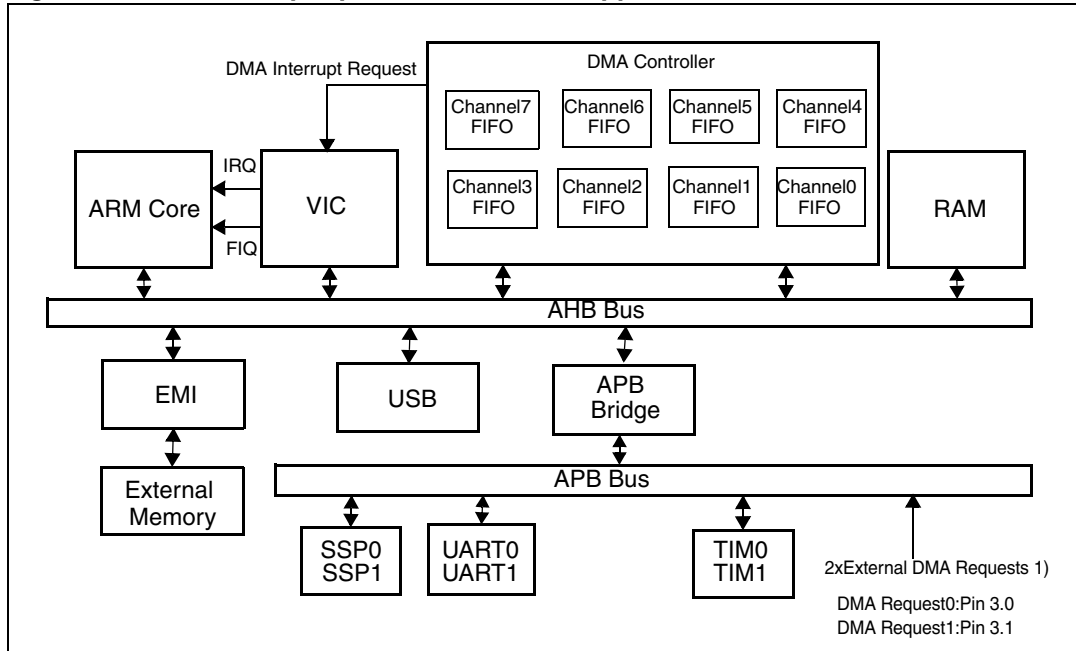 DMA Interrupt Request
DMA Controller
Channel7
FIFO
Channel6
FIFO
Channel5
FIFO
Channel4
FIFO
Channel3
FIFO
Channel2
FIFO
Channel1
FIFO
Channel0
FIFO
ARM Core
IRQ
FIQ
VIC
RAM
AHB Bus
EMI
USB
APB
Bridge
External
Memory
APB Bus
SSP0
SSP1
UART0
UART1
TIM0
TIM1
2xExternal DMA Requests 1)
DMA Request0:Pin 3.0
DMA Request1:Pin 3.1